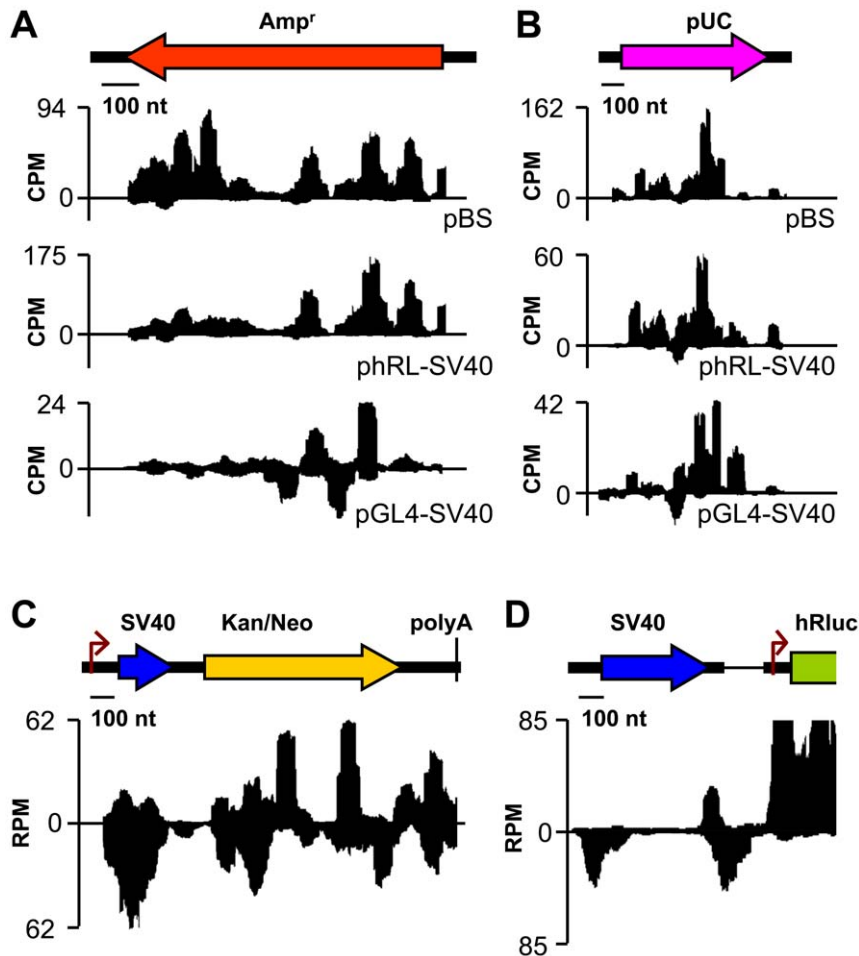 A
Ampʳ
100 nt
94
0
CPM
pBS
175
0
CPM
phRL-SV40
24
0
CPM
pGL4-SV40
B
pUC
100 nt
162
0
CPM
pBS
60
0
CPM
phRL-SV40
42
0
CPM
pGL4-SV40
C
SV40 Kan/Neo polyA
100 nt
62
0
62
RPM
D
SV40 hRluc
100 nt
85
0
85
RPM